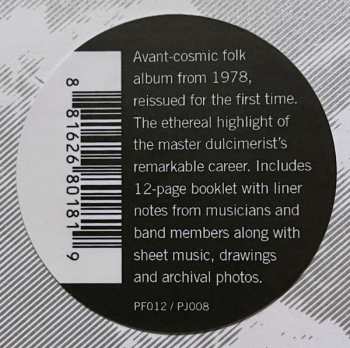 Avant-cosmic folk
album from 1978,
reissued for the first time.
The ethereal highlight of
the master dulcimerist's
remarkable career. Includes
12-page booklet with liner
notes from musicians and
band members along with
sheet music, drawings
and archival photos.
PF012 / PJ008
8 81626 80181 9